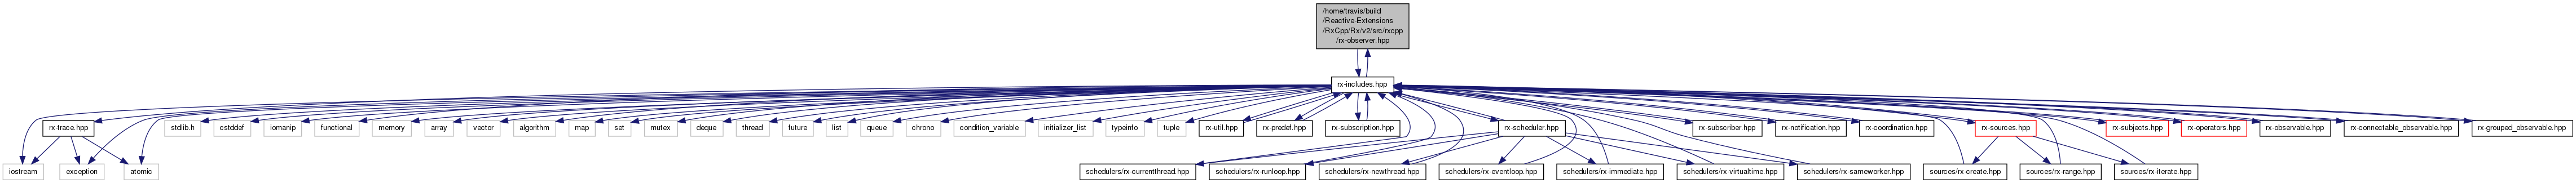 /home/travis/build
/Reactive-Extensions
/RxCpp/Rx/v2/src/rxcpp
/rx-observer.hpp
rx-includes.hpp
rx-trace.hpp
stdlib.h
cstddef
iomanip
functional
memory
array
vector
algorithm
map
set
mutex
deque
thread
future
list
queue
chrono
condition_variable
initializer_list
typeinfo
tuple
rx-util.hpp
rx-predef.hpp
rx-subscription.hpp
rx-scheduler.hpp
rx-subscriber.hpp
rx-notification.hpp
rx-coordination.hpp
rx-sources.hpp
rx-subjects.hpp
rx-operators.hpp
rx-observable.hpp
rx-connectable_observable.hpp
rx-grouped_observable.hpp
iostream
exception
atomic
schedulers/rx-currentthread.hpp
schedulers/rx-runloop.hpp
schedulers/rx-newthread.hpp
schedulers/rx-eventloop.hpp
schedulers/rx-immediate.hpp
schedulers/rx-virtualtime.hpp
schedulers/rx-sameworker.hpp
sources/rx-create.hpp
sources/rx-range.hpp
sources/rx-iterate.hpp